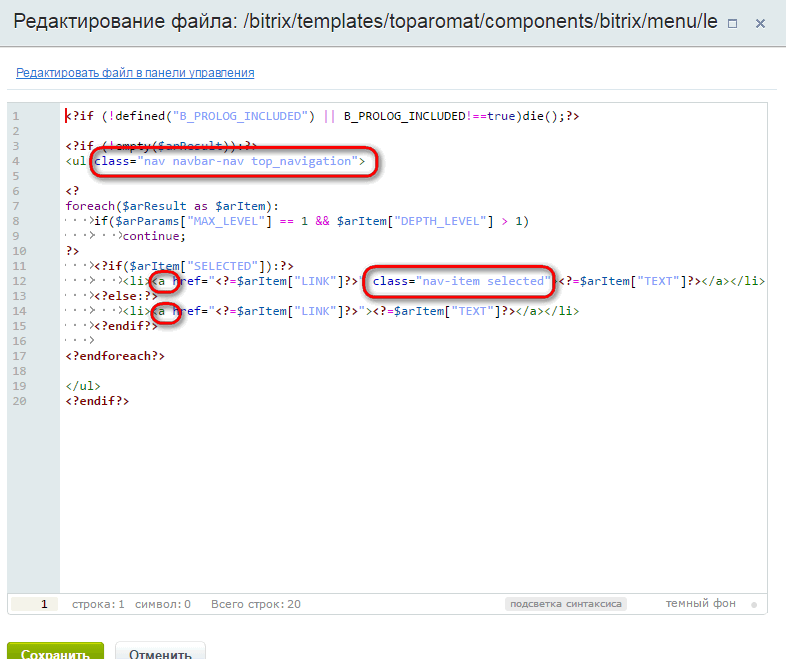 Редактирование файла: /bitrix/templates/toparomat/components/bitrix/menu/le
Редактировать файл в панели управления
1 <?if (!defined("B_PROLOG_INCLUDED") || B_PROLOG_INCLUDED!==true)die();?>
2
3 <?if (!empty($arResult)):?>
4 <ul class="nav navbar-nav top_navigation">
5
6 <?
7 foreach($arResult as $arItem):
8 if($arParams["MAX_LEVEL"] == 1 && $arItem["DEPTH_LEVEL"] > 1)
9 continue;
10 ?>
11 <?if($arItem["SELECTED"]):?>
12 <li><a href="<?=$arItem["LINK"]?>" class="nav-item selected"><?=$arItem["TEXT"]?></a></li>
13 <?else:?>
14 <li><a href="<?=$arItem["LINK"]?>"><?=$arItem["TEXT"]?></a></li>
15 <?endif?>
16
17 <?endforeach?>
18
19 </ul>
20 <?endif?>
1 строка: 1 символ: 0 Всего строк: 20 подсветка синтаксиса темный фон
Сохранить Отменить